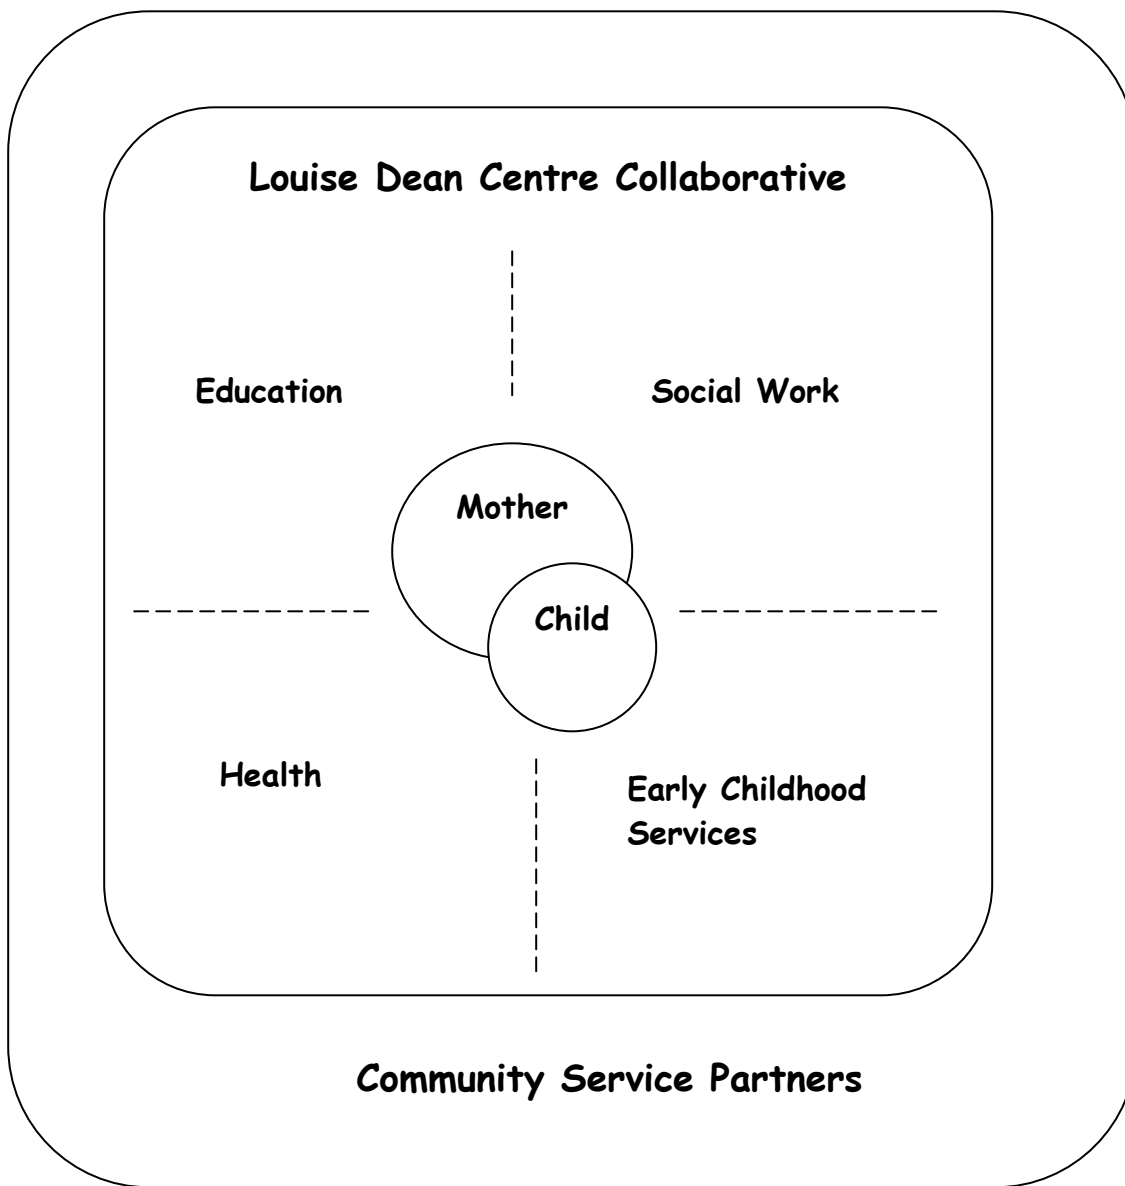 Louise Dean Centre Collaborative
Education
Social Work
Mother
Child
Health
Early Childhood
Services
Community Service Partners